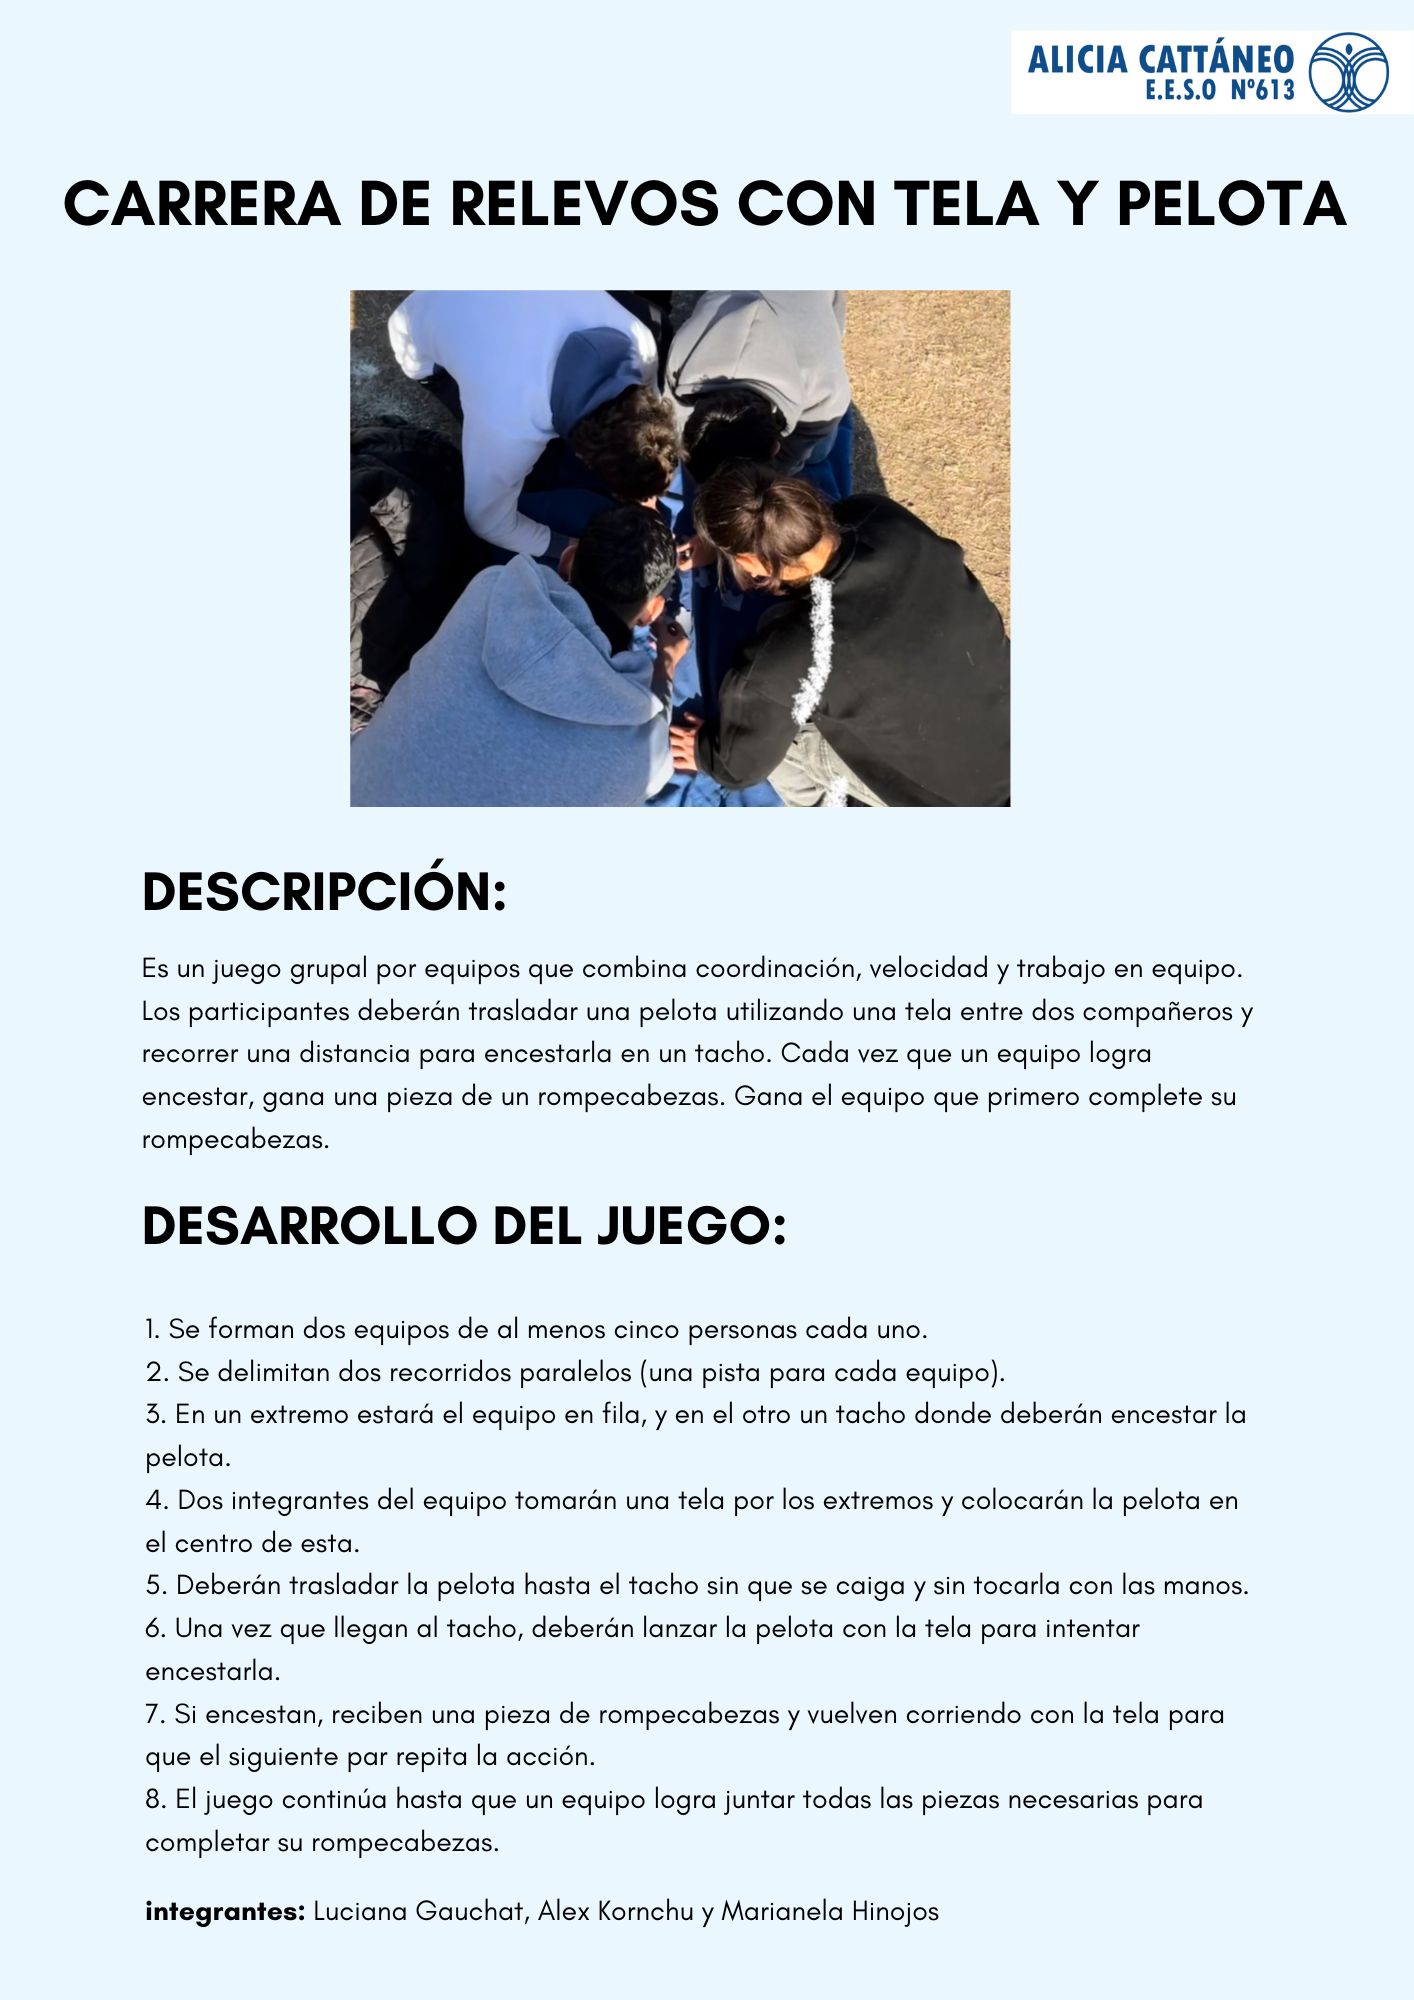 ALICIA CATTÁNEO
E.E.S.O Nº613
CARRERA DE RELEVOS CON TELA Y PELOTA
DESCRIPCIÓN:
Es un juego grupal por equipos que combina coordinación, velocidad y trabajo en equipo.
Los participantes deberán trasladar una pelota utilizando una tela entre dos compañeros y
recorrer una distancia para encestarla en un tacho. Cada vez que un equipo logra
encestar, gana una pieza de un rompecabezas. Gana el equipo que primero complete su
rompecabezas.
DESARROLLO DEL JUEGO:
1. Se forman dos equipos de al menos cinco personas cada uno.
2. Se delimitan dos recorridos paralelos (una pista para cada equipo).
3. En un extremo estará el equipo en fila, y en el otro un tacho donde deberán encestar la
pelota.
4. Dos integrantes del equipo tomarán una tela por los extremos y colocarán la pelota en
el centro de esta.
5. Deberán trasladar la pelota hasta el tacho sin que se caiga y sin tocarla con las manos.
6. Una vez que llegan al tacho, deberán lanzar la pelota con la tela para intentar
encestarla.
7. Si encestan, reciben una pieza de rompecabezas y vuelven corriendo con la tela para
que el siguiente par repita la acción.
8. El juego continúa hasta que un equipo logra juntar todas las piezas necesarias para
completar su rompecabezas.
integrantes: Luciana Gauchat, Alex Kornchu y Marianela Hinojos